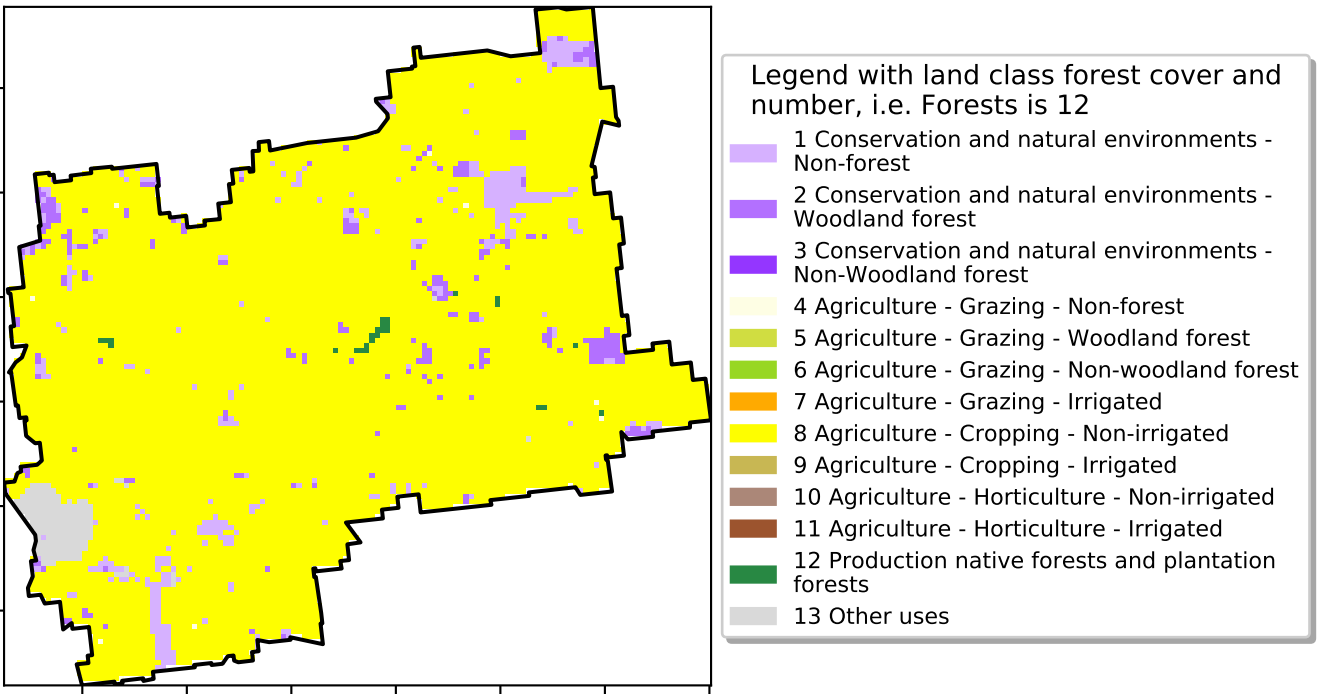 Legend with land class forest cover and
number, i.e. Forests is 12
1 Conservation and natural environments -
Non-forest
2 Conservation and natural environments -
Woodland forest
3 Conservation and natural environments -
Non-Woodland forest
4 Agriculture - Grazing - Non-forest
5 Agriculture - Grazing - Woodland forest
6 Agriculture - Grazing - Non-woodland forest
7 Agriculture - Grazing - Irrigated
8 Agriculture - Cropping - Non-irrigated
9 Agriculture - Cropping - Irrigated
10 Agriculture - Horticulture - Non-irrigated
11 Agriculture - Horticulture - Irrigated
12 Production native forests and plantation
forests
13 Other uses